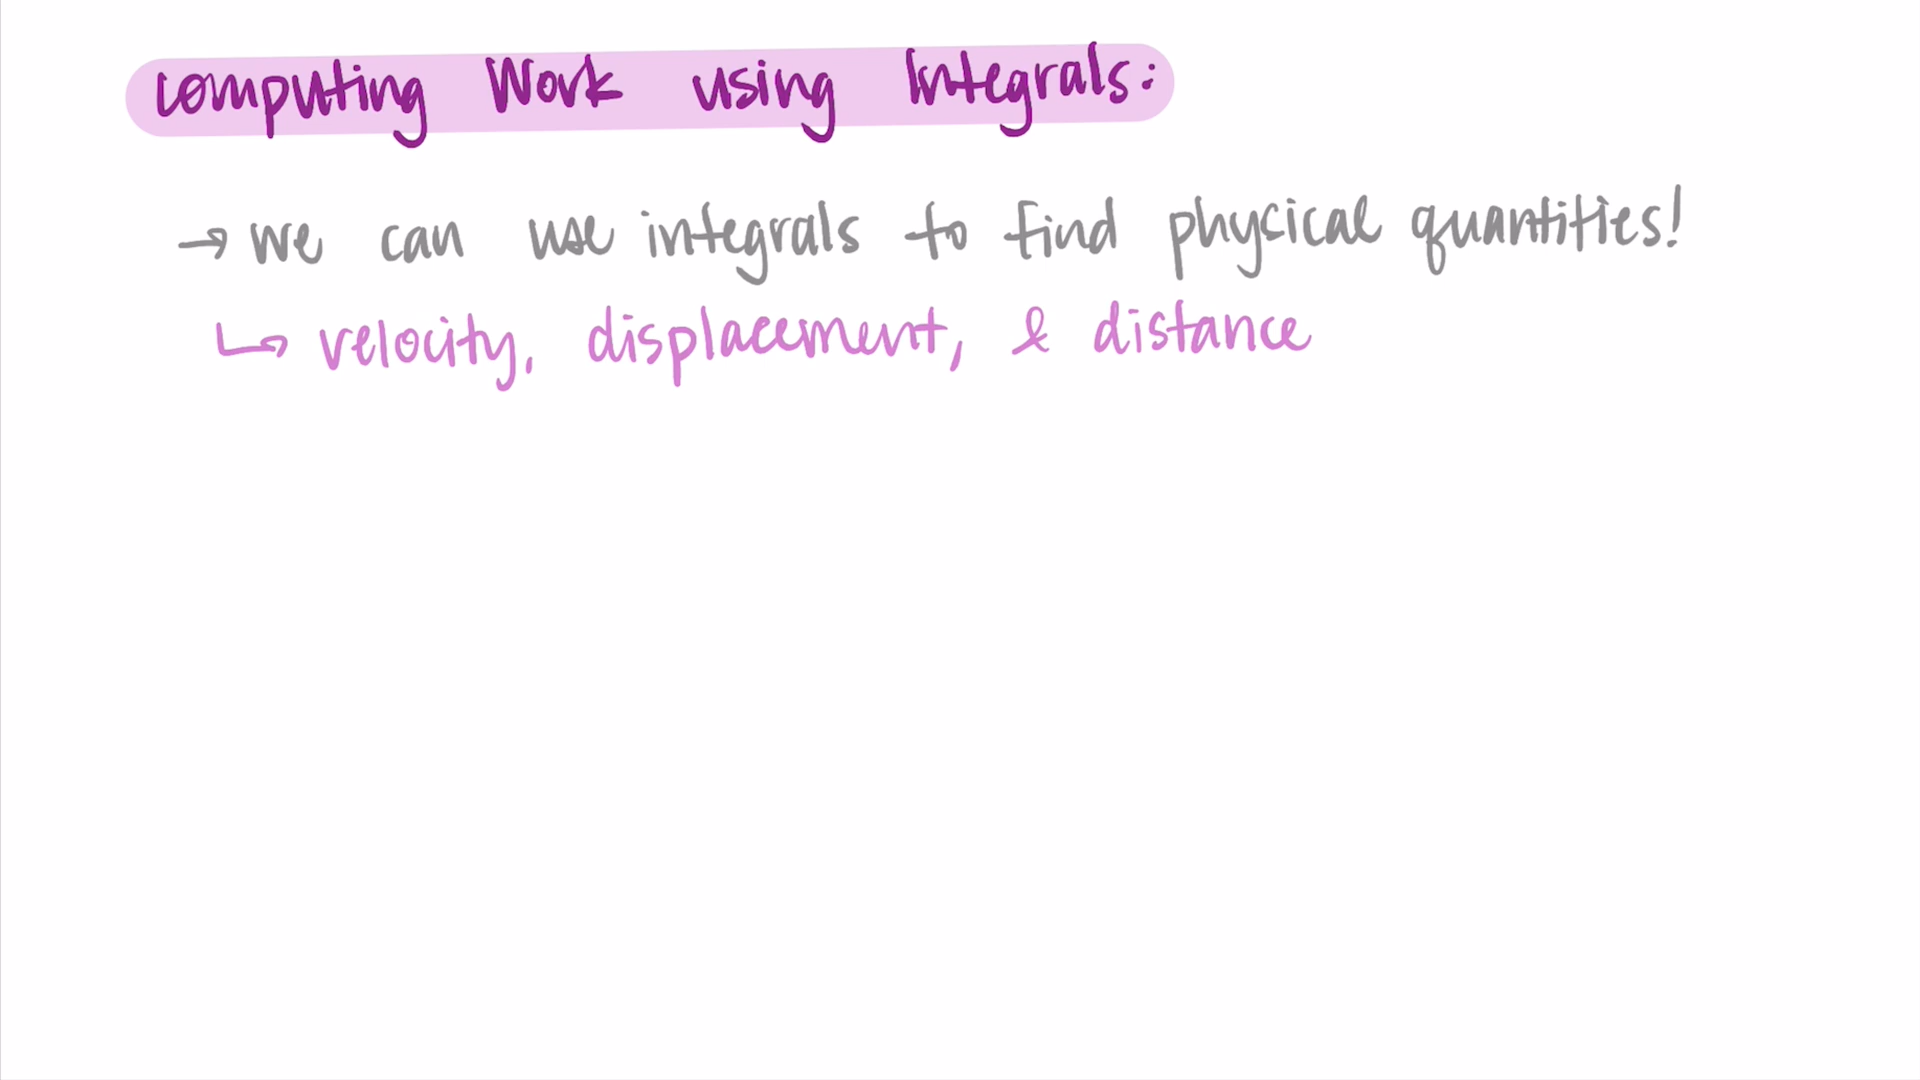 Computing Work using Integrals:
→ We can use integrals to find physical quantities!
↳ velocity, displacement, & distance